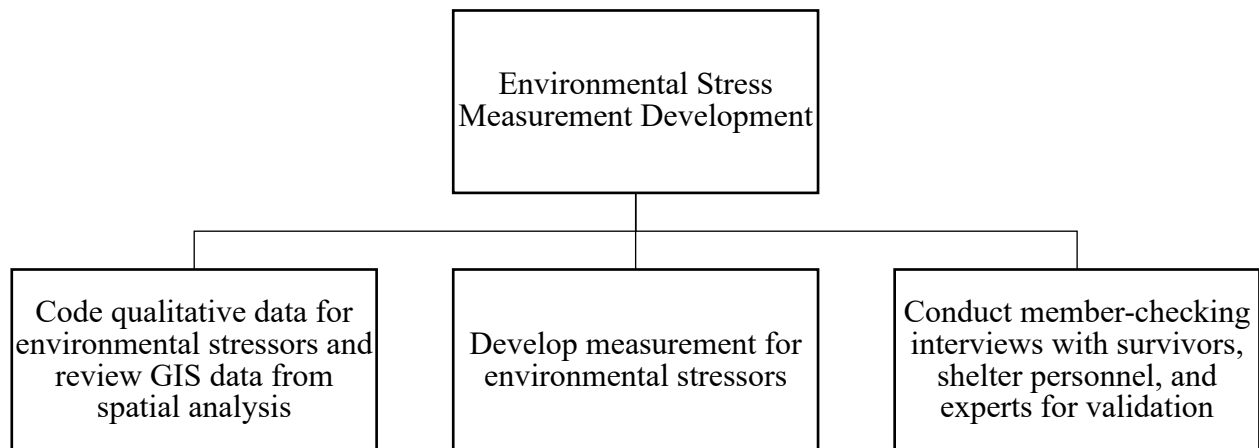 Environmental Stress
Measurement Development
Code qualitative data for
environmental stressors and
review GIS data from
spatial analysis
Develop measurement for
environmental stressors
Conduct member-checking
interviews with survivors,
shelter personnel, and
experts for validation